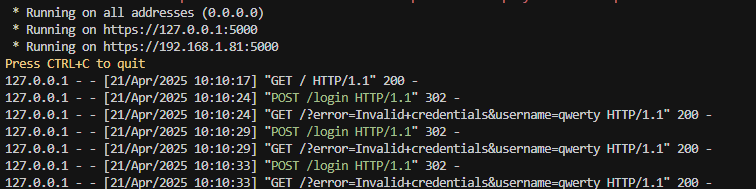 * Running on all addresses (0.0.0.0)
* Running on https://127.0.0.1:5000
* Running on https://192.168.1.81:5000
Press CTRL+C to quit
127.0.0.1 - - [21/Apr/2025 10:10:17] "GET / HTTP/1.1" 200 -
127.0.0.1 - - [21/Apr/2025 10:10:24] "POST /login HTTP/1.1" 302 -
127.0.0.1 - - [21/Apr/2025 10:10:24] "GET /?error=Invalid+credentials&username=qwerty HTTP/1.1" 200 -
127.0.0.1 - - [21/Apr/2025 10:10:29] "POST /login HTTP/1.1" 302 -
127.0.0.1 - - [21/Apr/2025 10:10:29] "GET /?error=Invalid+credentials&username=qwerty HTTP/1.1" 200 -
127.0.0.1 - - [21/Apr/2025 10:10:33] "POST /login HTTP/1.1" 302 -
127.0.0.1 - - [21/Apr/2025 10:10:33] "GET /?error=Invalid+credentials&username=qwerty HTTP/1.1" 200 -